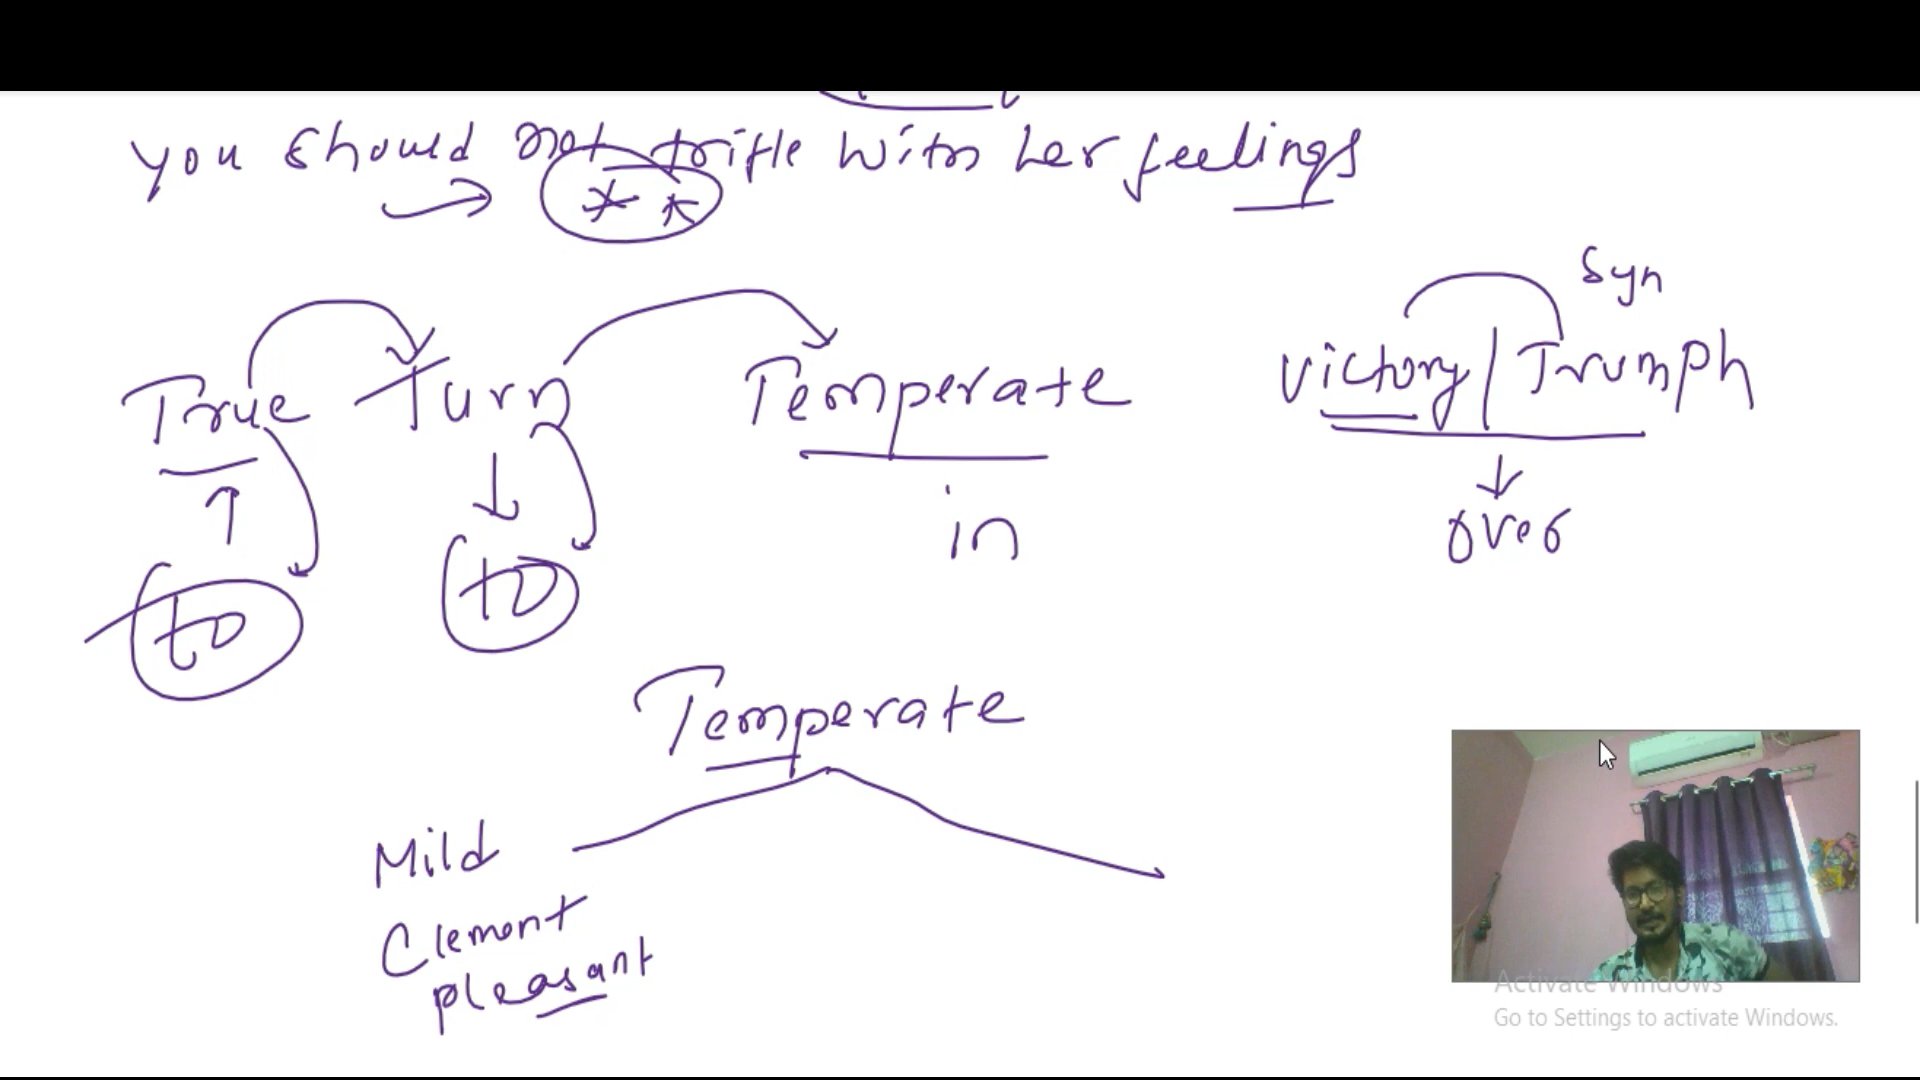 you should not trifle with her feelings
**
Syn
True Turn Temperate Victory / Trumph
to to in over
Temperate
Mild
Clement
pleasant
Activate Windows
Go to Settings to activate Windows.